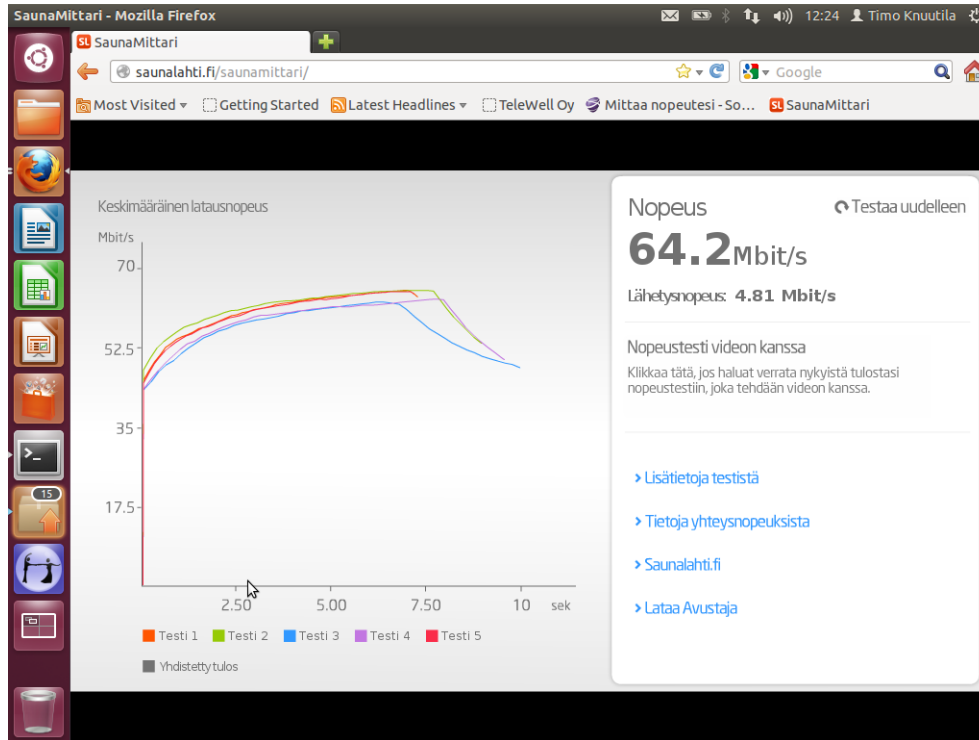 SaunaMittari - Mozilla Firefox
12:24 Timo Knuutila
SL SaunaMittari
saunalahti.fi/saunamittari/
Google
Most Visited Getting Started Latest Headlines TeleWell Oy Mittaa nopeutesi - So... SL SaunaMittari
Keskimääräinen latausnopeus
Mbit/s
70
52.5
35
17.5
2.50 5.00 7.50 10 sek
Testi 1 Testi 2 Testi 3 Testi 4 Testi 5
Yhdistetty tulos
Nopeus Testaa uudelleen
64.2 Mbit/s
Lähetysnopeus: 4.81 Mbit/s
Nopeustesti videon kanssa
Klikkaa tätä, jos haluat verrata nykyistä tulostasi
nopeustestiin, joka tehdään videon kanssa.
> Lisätietoja testistä
> Tietoja yhteysnopeuksista
> Saunalahti.fi
> Lataa Avustaja
>_
15